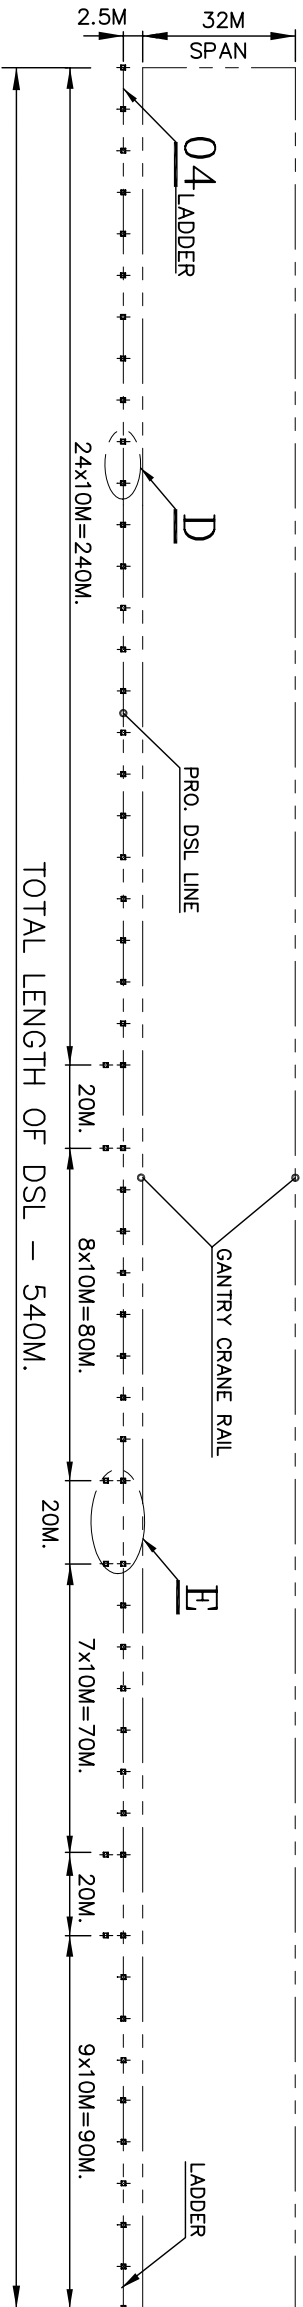 2.5M
32M
SPAN
04
LADDER
D
24x10M=240M.
PRO. DSL LINE
20M.
GANTRY CRANE RAIL
8x10M=80M.
E
20M.
7x10M=70M.
20M.
9x10M=90M.
LADDER
TOTAL LENGTH OF DSL – 540M.